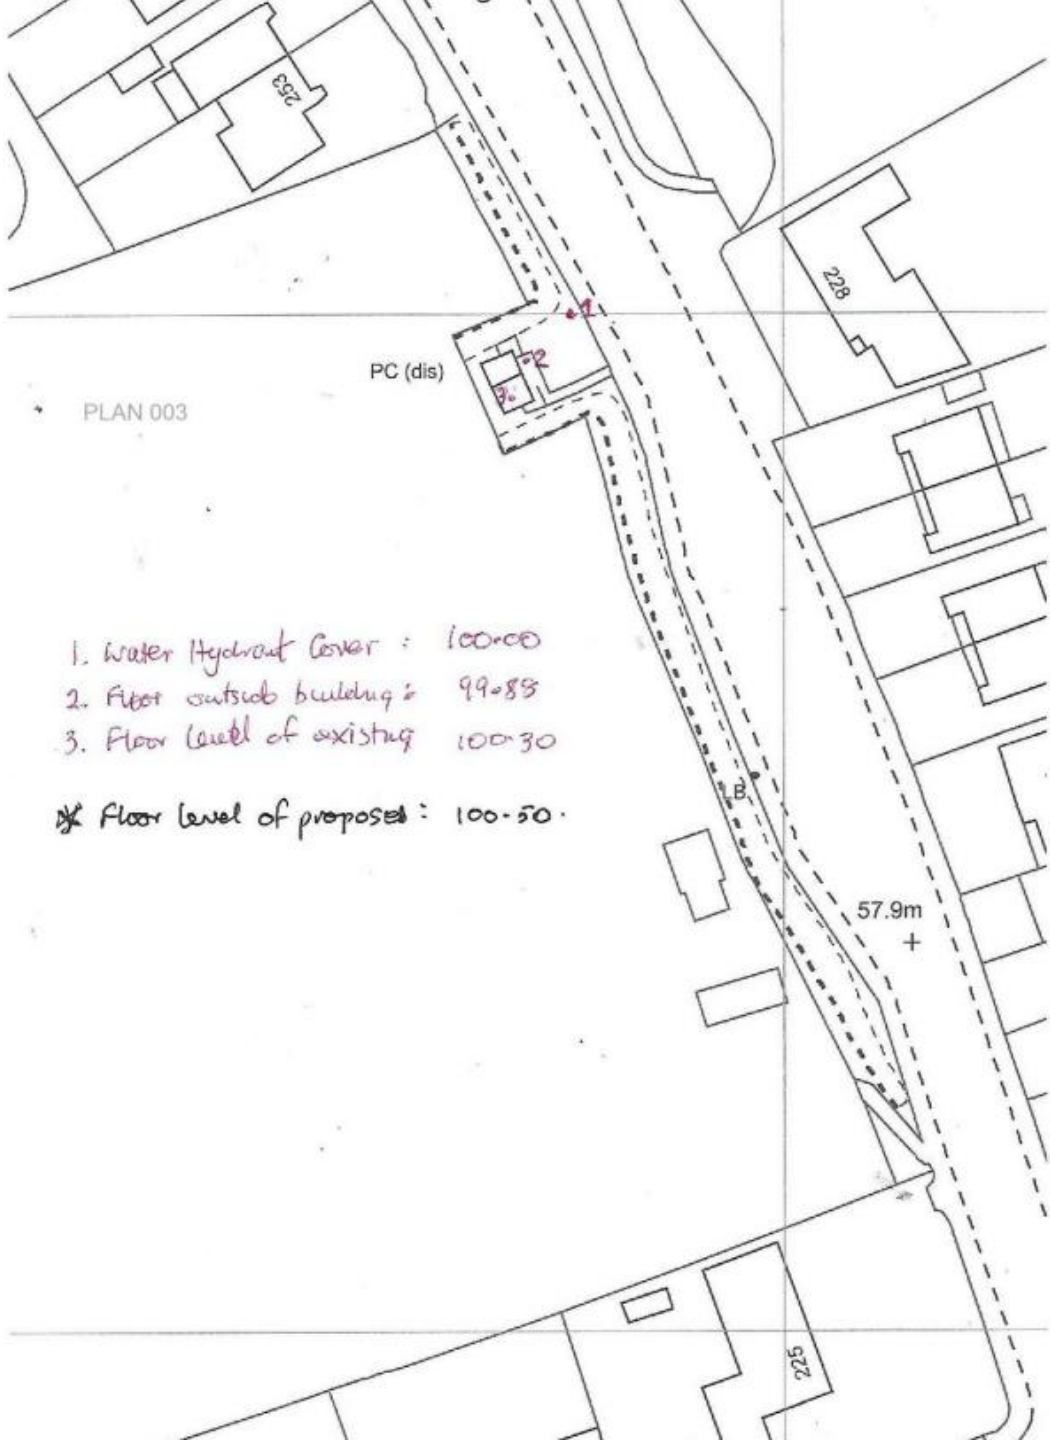 253
228
1
2
PC (dis)
3.
PLAN 003
1. Water Hydrant Cover : 100.00
2. Floor outside building : 99.88
3. Floor level of existing 100.30
LB
* Floor level of proposed : 100.50.
57.9m
225